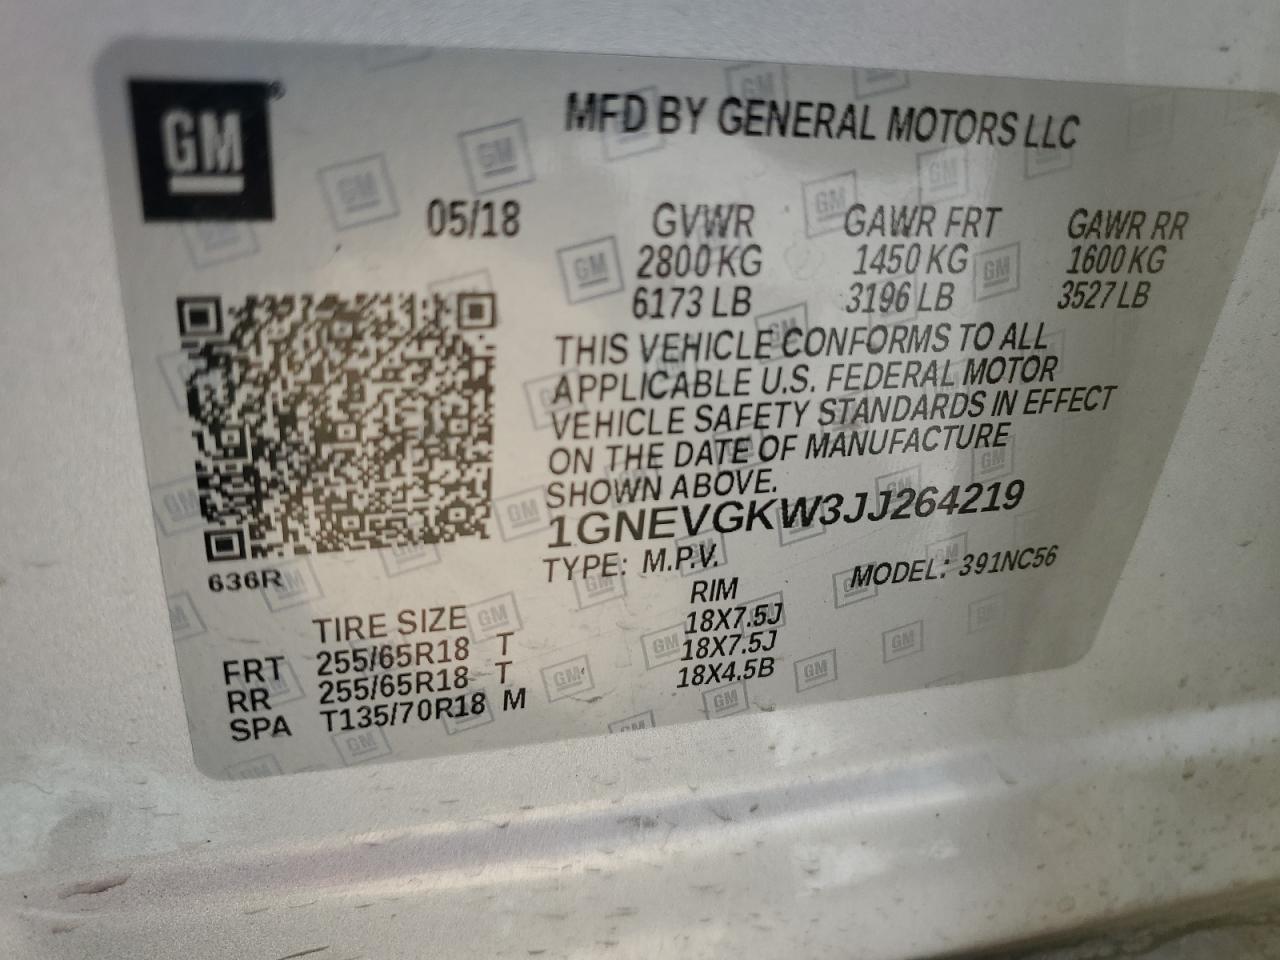 GM
MFD BY GENERAL MOTORS LLC
05/18 GVWR GAWR FRT GAWR RR
2800 KG 1450 KG 1600 KG
6173 LB 3196 LB 3527 LB
THIS VEHICLE CONFORMS TO ALL
APPLICABLE U.S. FEDERAL MOTOR
VEHICLE SAFETY STANDARDS IN EFFECT
ON THE DATE OF MANUFACTURE
SHOWN ABOVE.
1GNEVGKW3JJ264219
TYPE: M.P.V. MODEL: 391NC56
636R
TIRE SIZE RIM
FRT 255/65R18 T 18X7.5J
RR 255/65R18 T 18X7.5J
SPA T135/70R18 M 18X4.5B